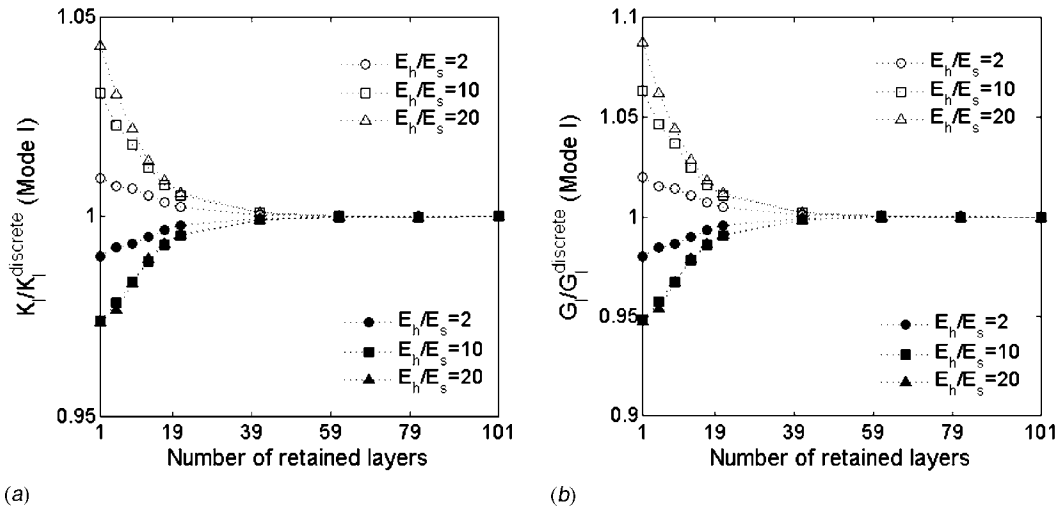 1.05
E_h/E_s=2
E_h/E_s=10
E_h/E_s=20
K_I/K_I^discrete (Mode I)
1
E_h/E_s=2
E_h/E_s=10
E_h/E_s=20
0.95
1 19 39 59 79 101
Number of retained layers
(a)
1.1
E_h/E_s=2
E_h/E_s=10
E_h/E_s=20
1.05
G_I/G_I^discrete (Mode I)
1
0.95
E_h/E_s=2
E_h/E_s=10
E_h/E_s=20
0.9
1 19 39 59 79 101
Number of retained layers
(b)